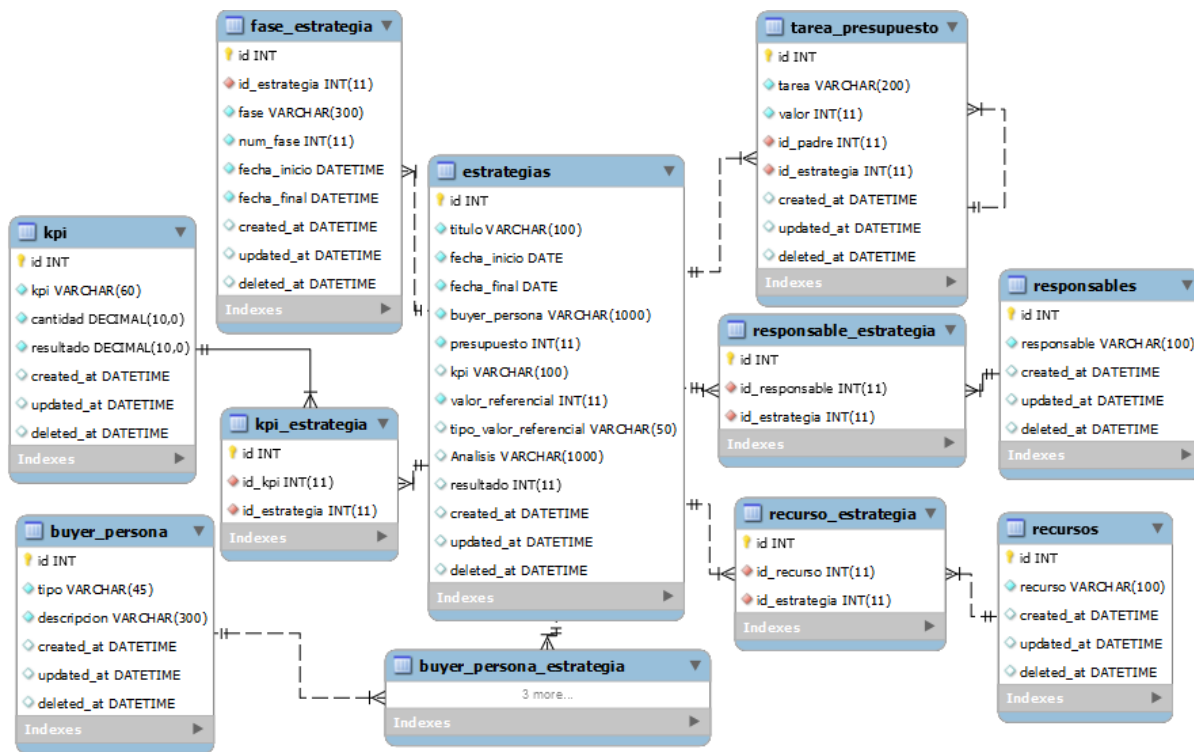 fase_estrategia
id INT
id_estrategia INT(11)
fase VARCHAR(300)
num_fase INT(11)
fecha_inicio DATETIME
fecha_final DATETIME
created_at DATETIME
updated_at DATETIME
deleted_at DATETIME
Indexes
tarea_presupuesto
id INT
tarea VARCHAR(200)
valor INT(11)
id_padre INT(11)
id_estrategia INT(11)
created_at DATETIME
updated_at DATETIME
deleted_at DATETIME
Indexes
estrategias
id INT
titulo VARCHAR(100)
fecha_inicio DATE
fecha_final DATE
buyer_persona VARCHAR(1000)
presupuesto INT(11)
kpi VARCHAR(100)
valor_referencial INT(11)
tipo_valor_referencial VARCHAR(50)
Analisis VARCHAR(1000)
resultado INT(11)
created_at DATETIME
updated_at DATETIME
deleted_at DATETIME
Indexes
kpi
id INT
kpi VARCHAR(60)
cantidad DECIMAL(10,0)
resultado DECIMAL(10,0)
created_at DATETIME
updated_at DATETIME
deleted_at DATETIME
Indexes
responsables
id INT
responsable VARCHAR(100)
created_at DATETIME
updated_at DATETIME
deleted_at DATETIME
Indexes
responsable_estrategia
id INT
id_responsable INT(11)
id_estrategia INT(11)
Indexes
kpi_estrategia
id INT
id_kpi INT(11)
id_estrategia INT(11)
Indexes
recurso_estrategia
id INT
id_recurso INT(11)
id_estrategia INT(11)
Indexes
recursos
id INT
recurso VARCHAR(100)
created_at DATETIME
updated_at DATETIME
deleted_at DATETIME
Indexes
buyer_persona
id INT
tipo VARCHAR(45)
descripcion VARCHAR(300)
created_at DATETIME
updated_at DATETIME
deleted_at DATETIME
Indexes
buyer_persona_estrategia
3 more...
Indexes